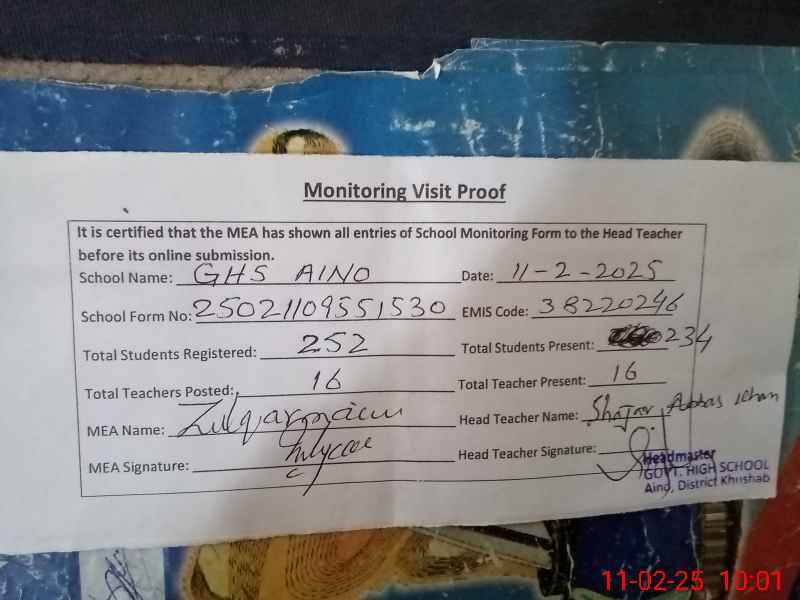 Monitoring Visit Proof
It is certified that the MEA has shown all entries of School Monitoring Form to the Head Teacher
before its online submission.
School Name: GHS AINO Date: 11-2-2025
School Form No: 25021109551530 EMIS Code: 38220246
Total Students Registered: 252 Total Students Present: 234
Total Teachers Posted: 16 Total Teacher Present: 16
MEA Name: Zulqarnain Head Teacher Name: Shajar Abbas Khan
MEA Signature: Head Teacher Signature:
Headmaster
GOVT. HIGH SCHOOL
Aino, District Khushab
11-02-25 10:01